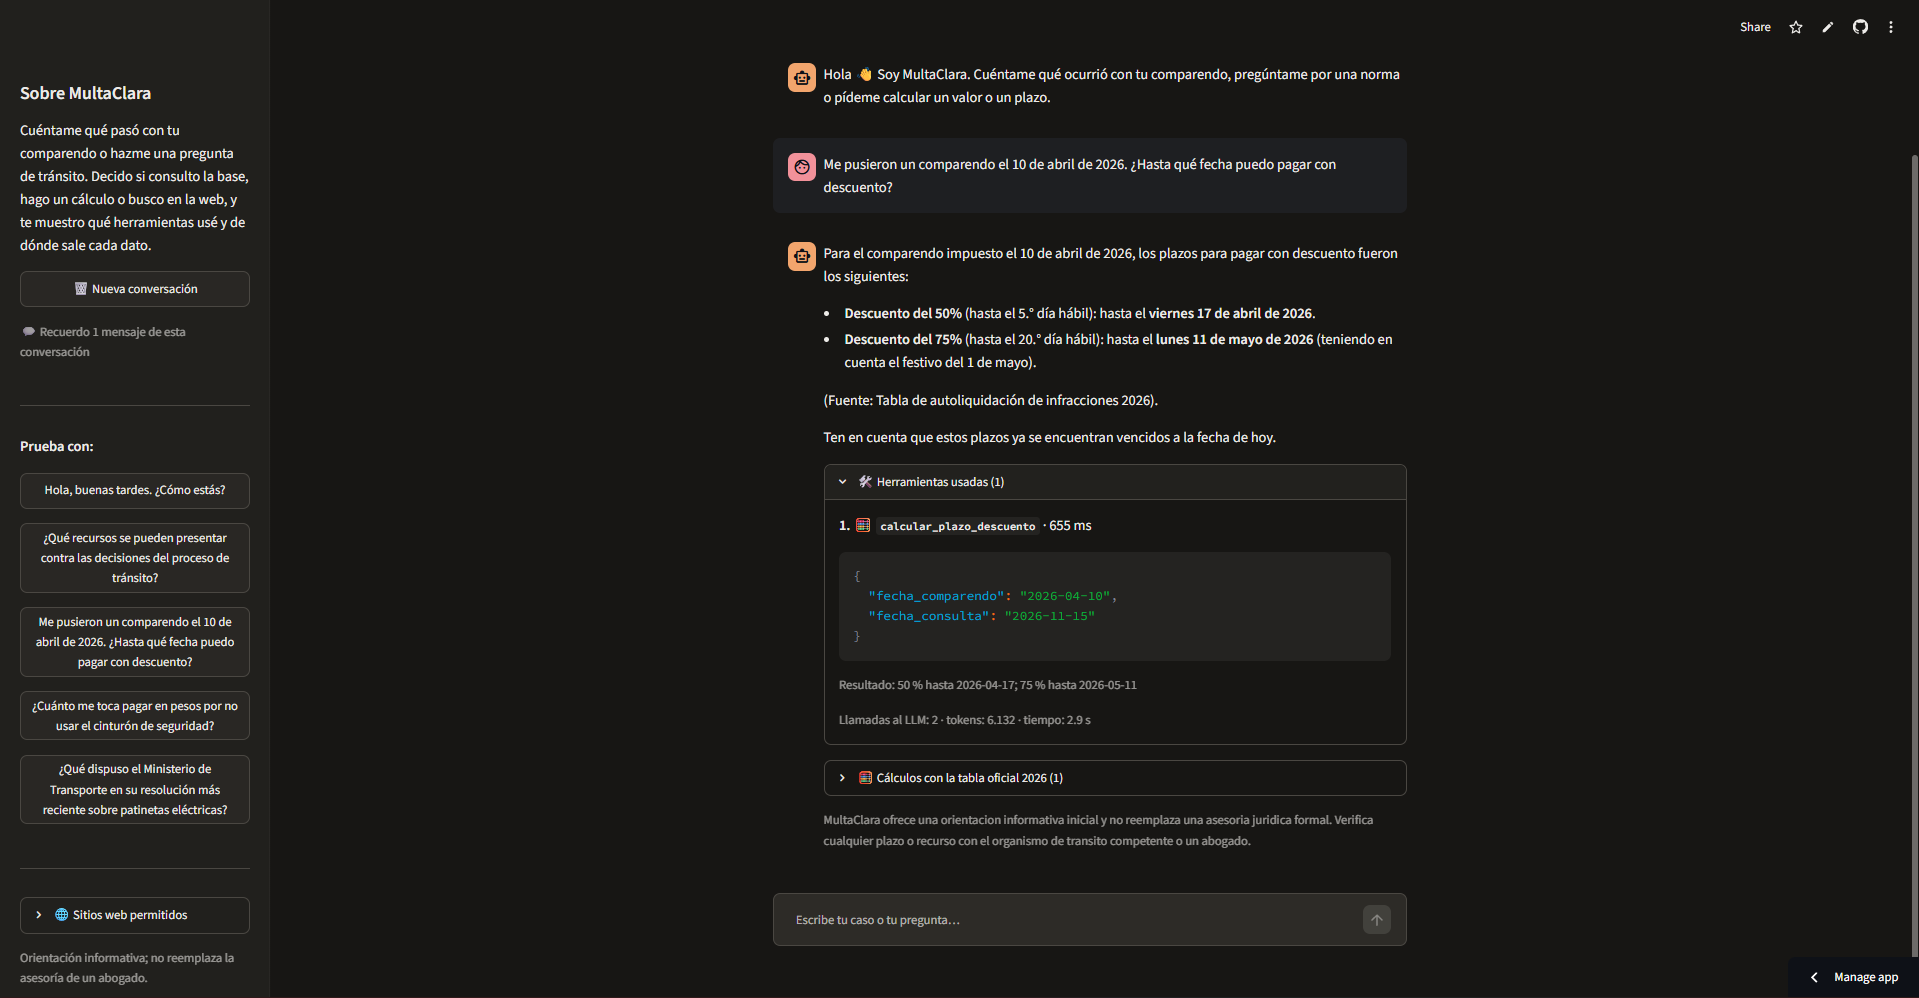 Share
Sobre MultaClara
Cuéntame qué pasó con tu
comparendo o hazme una pregunta
de tránsito. Decido si consulto la base,
hago un cálculo o busco en la web, y
te muestro qué herramientas usé y de
dónde sale cada dato.
Nueva conversación
Recuerdo 1 mensaje de esta
conversación
Prueba con:
Hola, buenas tardes. ¿Cómo estás?
¿Qué recursos se pueden presentar
contra las decisiones del proceso de
tránsito?
Me pusieron un comparendo el 10 de
abril de 2026. ¿Hasta qué fecha puedo
pagar con descuento?
¿Cuánto me toca pagar en pesos por no
usar el cinturón de seguridad?
¿Qué dispuso el Ministerio de
Transporte en su resolución más
reciente sobre patinetas eléctricas?
Sitios web permitidos
Orientación informativa; no reemplaza la
asesoría de un abogado.
Hola 👋 Soy MultaClara. Cuéntame qué ocurrió con tu comparendo, pregúntame por una norma
o pídeme calcular un valor o un plazo.
Me pusieron un comparendo el 10 de abril de 2026. ¿Hasta qué fecha puedo pagar con
descuento?
Para el comparendo impuesto el 10 de abril de 2026, los plazos para pagar con descuento fueron
los siguientes:
• Descuento del 50% (hasta el 5.° día hábil): hasta el viernes 17 de abril de 2026.
• Descuento del 75% (hasta el 20.° día hábil): hasta el lunes 11 de mayo de 2026 (teniendo en
cuenta el festivo del 1 de mayo).
(Fuente: Tabla de autoliquidación de infracciones 2026).
Ten en cuenta que estos plazos ya se encuentran vencidos a la fecha de hoy.
Herramientas usadas (1)
1. calcular_plazo_descuento · 655 ms
{
"fecha_comparendo": "2026-04-10",
"fecha_consulta": "2026-11-15"
}
Resultado: 50 % hasta 2026-04-17; 75 % hasta 2026-05-11
Llamadas al LLM: 2 · tokens: 6.132 · tiempo: 2.9 s
Cálculos con la tabla oficial 2026 (1)
MultaClara ofrece una orientacion informativa inicial y no reemplaza una asesoria juridica formal. Verifica
cualquier plazo o recurso con el organismo de transito competente o un abogado.
Escribe tu caso o tu pregunta…
Manage app